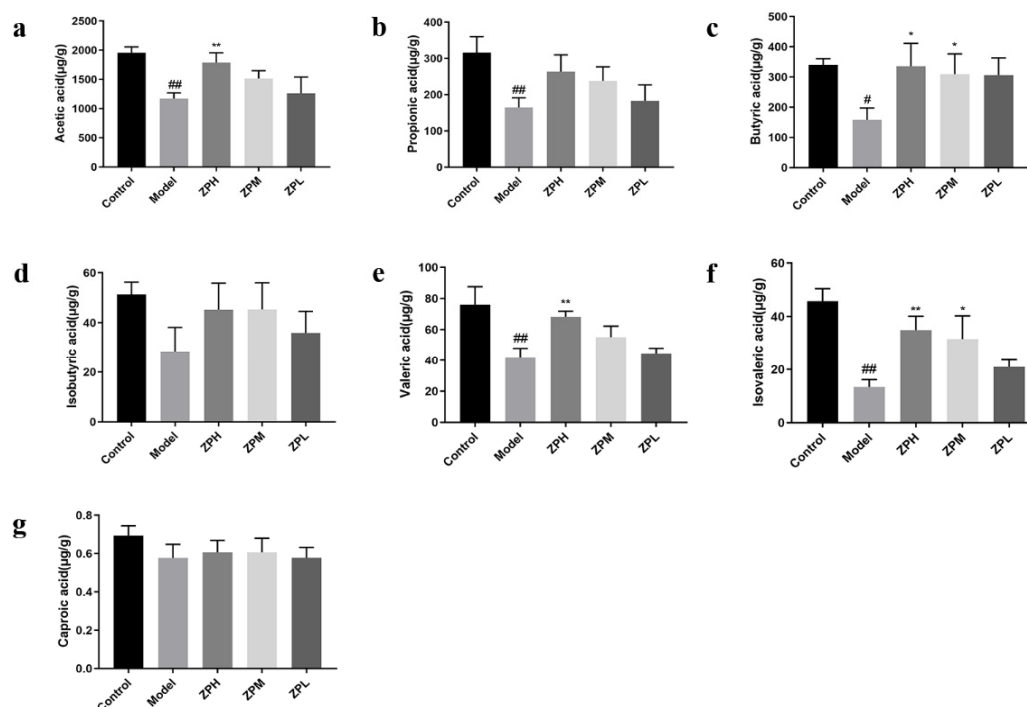 a
Acetic acid(μg/g)
2500
2000
1500
1000
500
0
##
**
Control
Model
ZPH
ZPM
ZPL
b
Propionic acid(μg/g)
400
300
200
100
0
##
Control
Model
ZPH
ZPM
ZPL
c
Butyric acid(μg/g)
500
400
300
200
100
0
#
*
*
Control
Model
ZPH
ZPM
ZPL
d
Isobutyric acid(μg/g)
60
40
20
0
Control
Model
ZPH
ZPM
ZPL
e
Valeric acid(μg/g)
100
80
60
40
20
0
##
**
Control
Model
ZPH
ZPM
ZPL
f
Isovaleric acid(μg/g)
60
40
20
0
##
**
*
Control
Model
ZPH
ZPM
ZPL
g
Caproic acid(μg/g)
0.8
0.6
0.4
0.2
0.0
Control
Model
ZPH
ZPM
ZPL